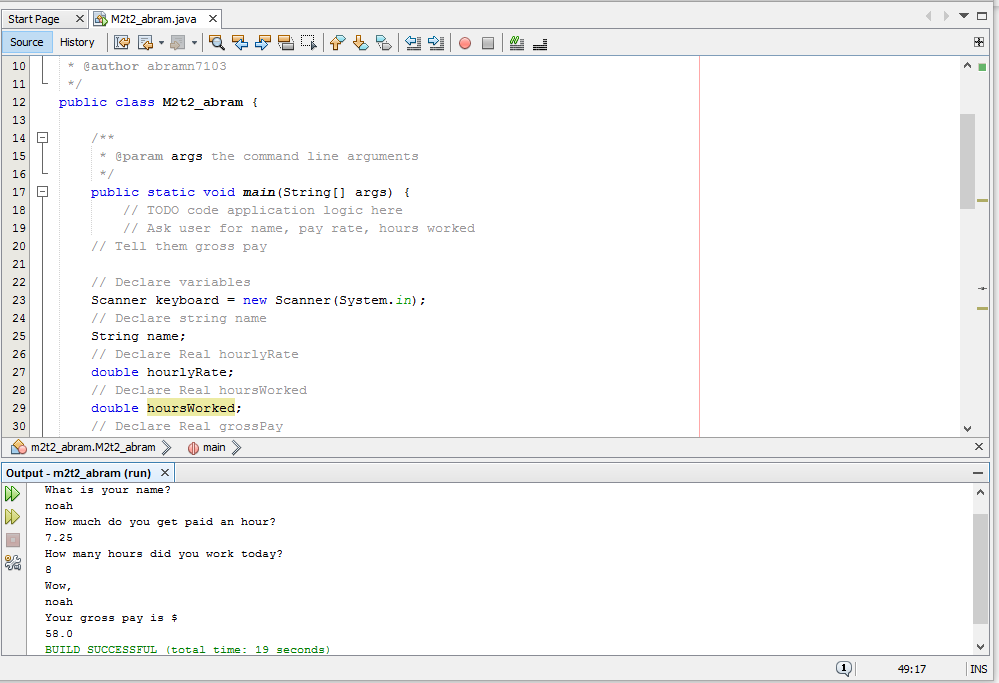 Start Page
M2t2_abram.java
Source History
10 * @author abramn7103
11 */
12 public class M2t2_abram {
13
14 /**
15 * @param args the command line arguments
16 */
17 public static void main(String[] args) {
18 // TODO code application logic here
19 // Ask user for name, pay rate, hours worked
20 // Tell them gross pay
21
22 // Declare variables
23 Scanner keyboard = new Scanner(System.in);
24 // Declare string name
25 String name;
26 // Declare Real hourlyRate
27 double hourlyRate;
28 // Declare Real hoursWorked
29 double hoursWorked;
30 // Declare Real grossPay
m2t2_abram.M2t2_abram main
Output - m2t2_abram (run)
What is your name?
noah
How much do you get paid an hour?
7.25
How many hours did you work today?
8
Wow,
noah
Your gross pay is $
58.0
BUILD SUCCESSFUL (total time: 19 seconds)
1 49:17 INS